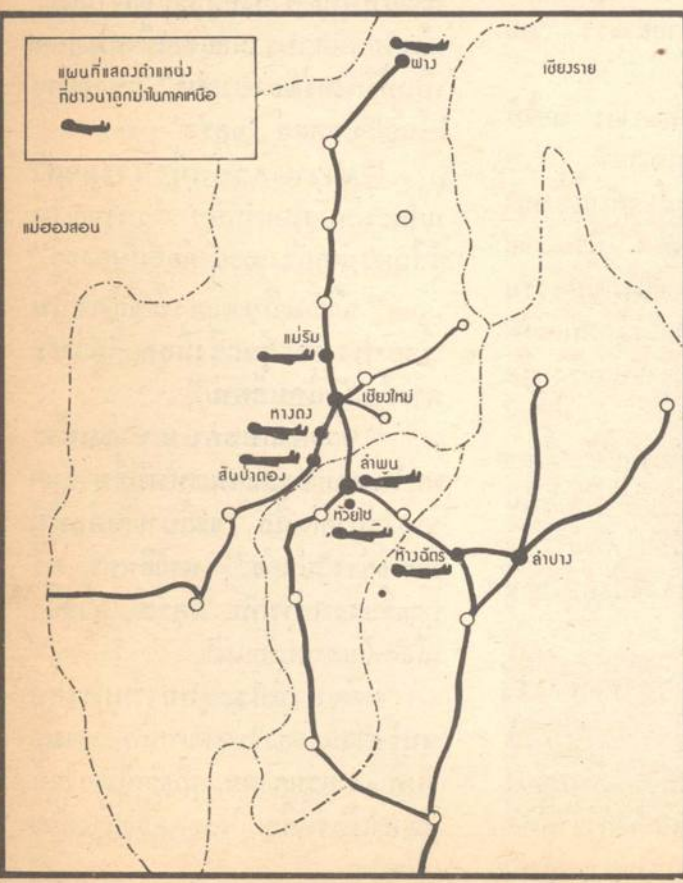 แผนที่แสดงตำแหน่ง
ที่ชาวนาถูกฆ่าในภาคเหนือ
ฝาง
เชียงราย
แม่ฮองสอน
แม่ริม
เชียงใหม่
หางดง
สันป่าตอง
ลำพูน
ห้วยไซ
ห้างฉัตร
ลำปาง